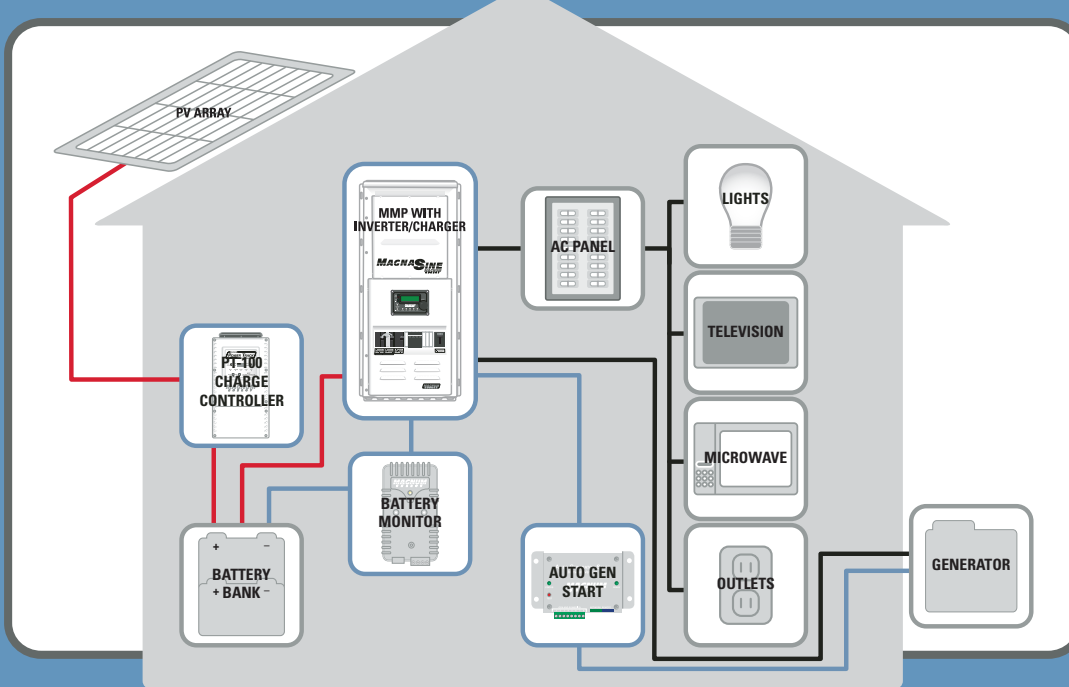 PV ARRAY
MMP WITH
INVERTER/CHARGER
MAGNASINE
AC PANEL
LIGHTS
TELEVISION
PT-100
CHARGE
CONTROLLER
MICROWAVE
BATTERY
MONITOR
+ –
BATTERY
+ BANK –
AUTO GEN
START
OUTLETS
GENERATOR